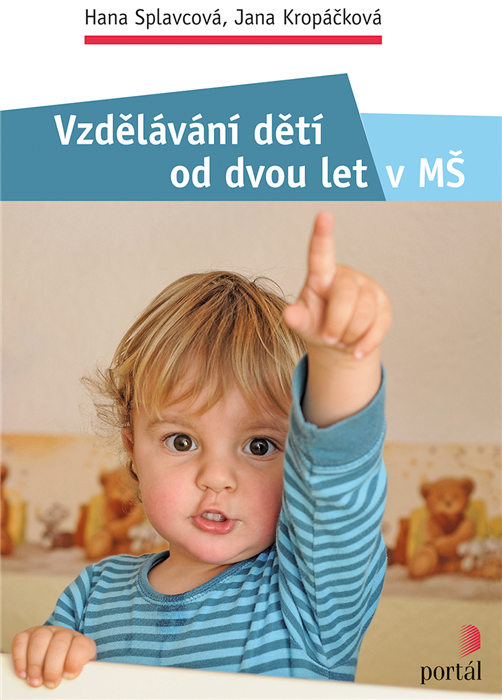 Hana Splavcová, Jana Kropáčková
Vzdělávání dětí
od dvou let v MŠ
portál